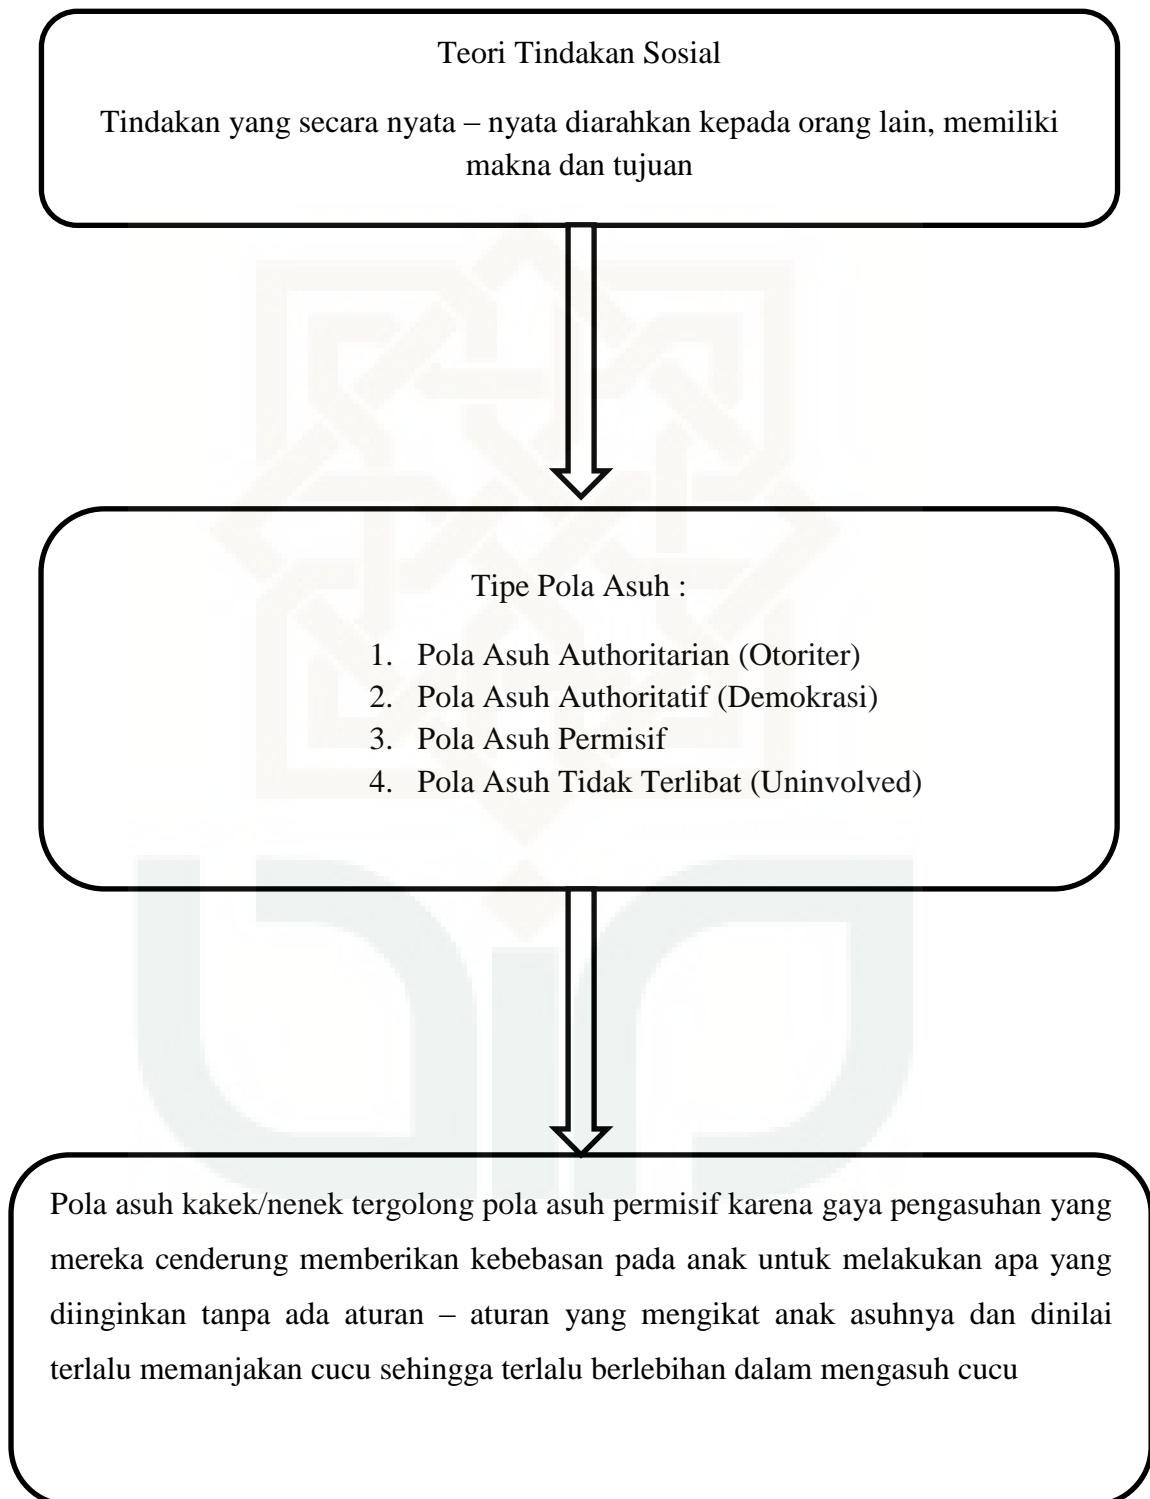 Teori Tindakan Sosial
Tindakan yang secara nyata – nyata diarahkan kepada orang lain, memiliki
makna dan tujuan
Tipe Pola Asuh :
1. Pola Asuh Authoritarian (Otoriter)
2. Pola Asuh Authoritatif (Demokrasi)
3. Pola Asuh Permisif
4. Pola Asuh Tidak Terlibat (Uninvolved)
Pola asuh kakek/nenek tergolong pola asuh permisif karena gaya pengasuhan yang
mereka cenderung memberikan kebebasan pada anak untuk melakukan apa yang
diinginkan tanpa ada aturan – aturan yang mengikat anak asuhnya dan dinilai
terlalu memanjakan cucu sehingga terlalu berlebihan dalam mengasuh cucu